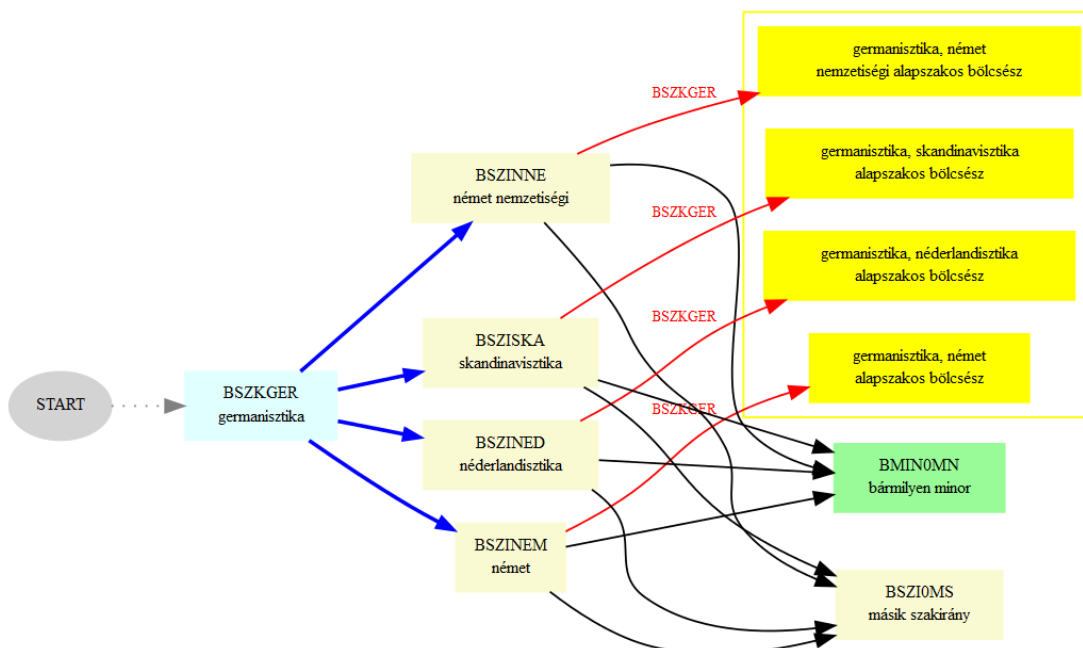 START
BSZKGER
germanisztika
BSZINNE
német nemzetiségi
BSZISKA
skandinavisztika
BSZINED
néderlandisztika
BSZINEM
német
BSZKGER
BSZKGER
BSZKGER
BSZKGER
germanisztika, német
nemzetiségi alapszakos bölcsész
germanisztika, skandinavisztika
alapszakos bölcsész
germanisztika, néderlandisztika
alapszakos bölcsész
germanisztika, német
alapszakos bölcsész
BMIN0MN
bármilyen minor
BSZI0MS
másik szakirány